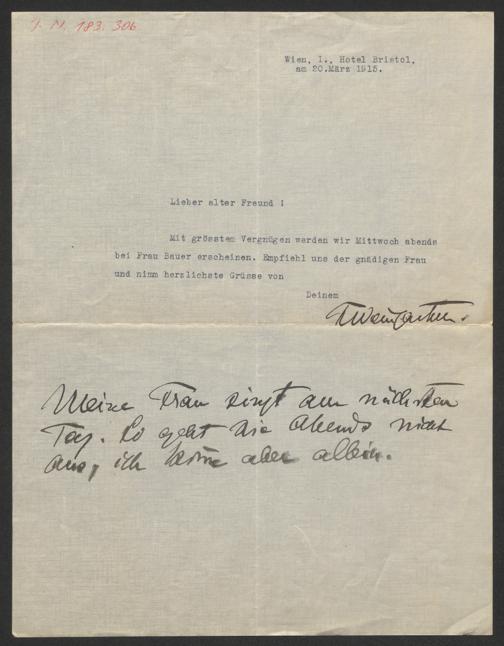 I. N. 183.306
Wien, I., Hotel Bristol,
am 20.März 1915.
Lieber alter Freund !
Mit grösstem Vergnügen werden wir Mittwoch abends
bei Frau Bauer erscheinen. Empfiehl uns der gnädigen Frau
und nimm herzlichste Grüsse von
Deinem
FWeingartner.
Meine Frau singt am nächsten
Tag. So geht sie Abends nicht
aus, ich komme aber allein.